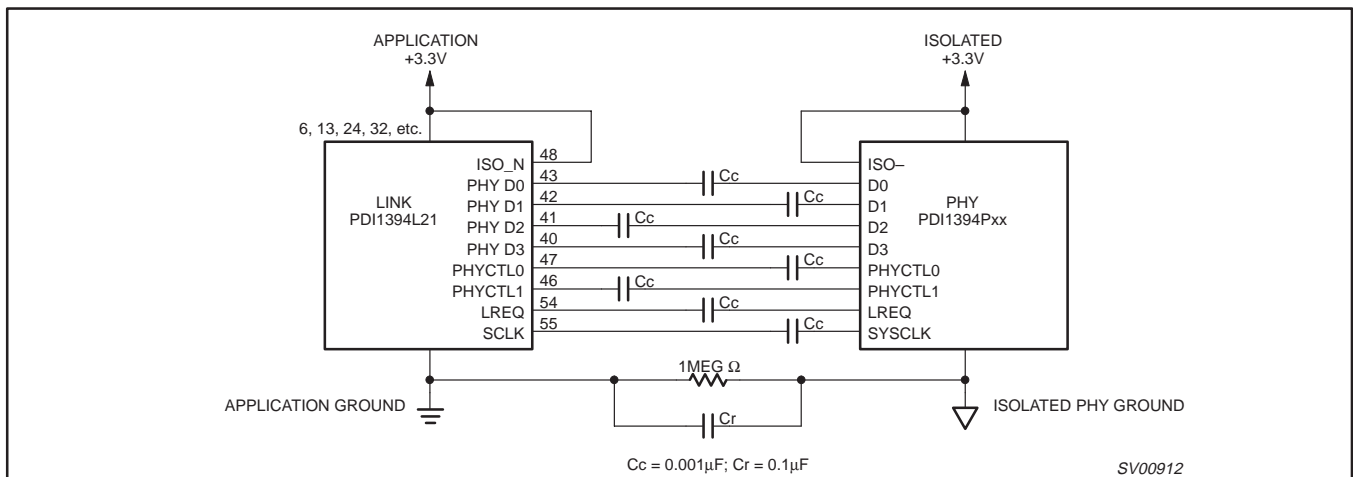 APPLICATION
+3.3V
ISOLATED
+3.3V
6, 13, 24, 32, etc.
ISO_N 48 ISO–
PHY D0 43 Cc D0
LINK PHY D1 42 Cc D1 PHY
PDI1394L21 PHY D2 41 Cc D2 PDI1394Pxx
PHY D3 40 Cc D3
PHYCTL0 47 Cc PHYCTL0
PHYCTL1 46 Cc PHYCTL1
LREQ 54 Cc LREQ
SCLK 55 Cc SYSCLK
1MEG Ω
APPLICATION GROUND ISOLATED PHY GROUND
Cr
Cc = 0.001µF; Cr = 0.1µF
SV00912